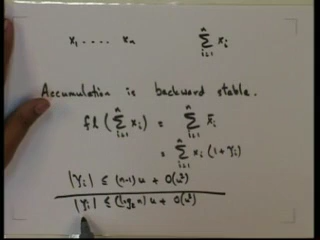 x₁ . . . . xₙ ∑ᵢ₌₁ⁿ xᵢ
Accumulation is backward stable.
fl(∑ᵢ₌₁ⁿ xᵢ) = ∑ᵢ₌₁ⁿ x̄ᵢ
= ∑ᵢ₌₁ⁿ xᵢ (1 + γᵢ)
|γᵢ| ≤ (n-1) u + O(u²)
|γᵢ| ≤ (log₂ n) u + O(u²)